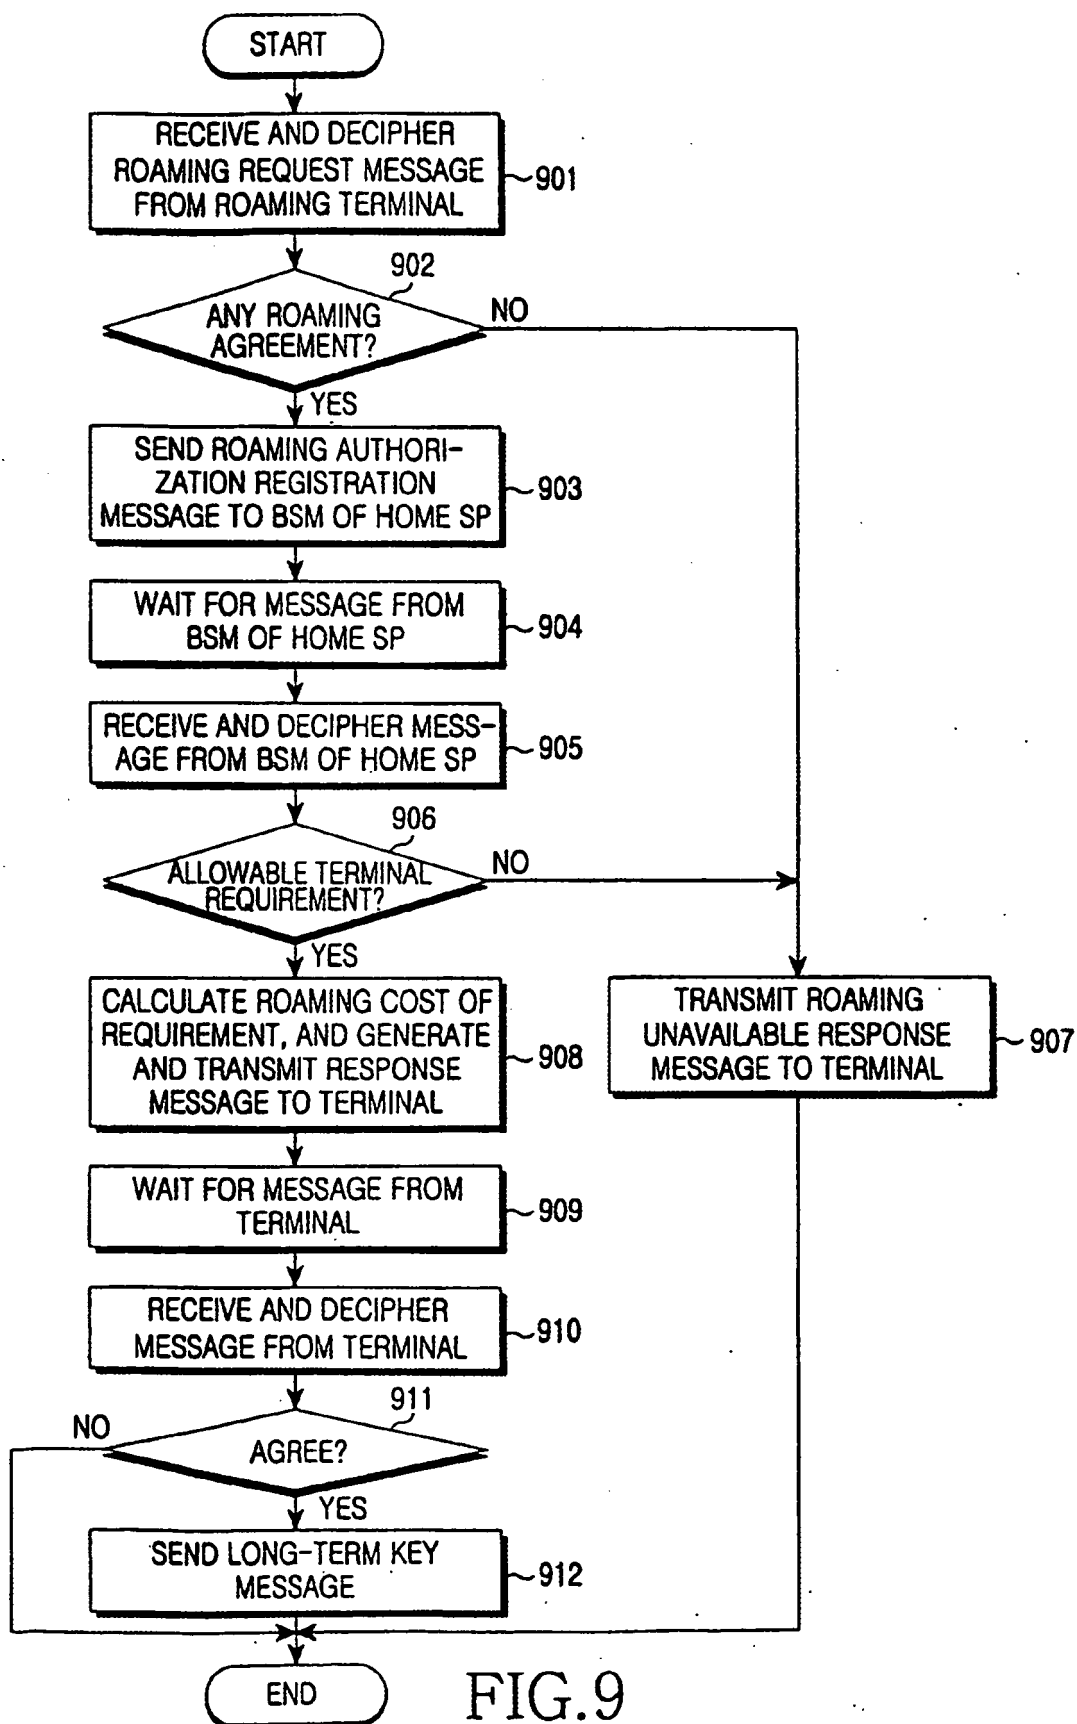 START
RECEIVE AND DECIPHER
ROAMING REQUEST MESSAGE
FROM ROAMING TERMINAL
901
902
ANY ROAMING
AGREEMENT?
NO
YES
SEND ROAMING AUTHORI-
ZATION REGISTRATION
MESSAGE TO BSM OF HOME SP
903
WAIT FOR MESSAGE FROM
BSM OF HOME SP
904
RECEIVE AND DECIPHER MESS-
AGE FROM BSM OF HOME SP
905
906
ALLOWABLE TERMINAL
REQUIREMENT?
NO
YES
CALCULATE ROAMING COST OF
REQUIREMENT, AND GENERATE
AND TRANSMIT RESPONSE
MESSAGE TO TERMINAL
908
TRANSMIT ROAMING
UNAVAILABLE RESPONSE
MESSAGE TO TERMINAL
907
WAIT FOR MESSAGE FROM
TERMINAL
909
RECEIVE AND DECIPHER
MESSAGE FROM TERMINAL
910
911
NO
AGREE?
YES
SEND LONG-TERM KEY
MESSAGE
912
END
FIG.9